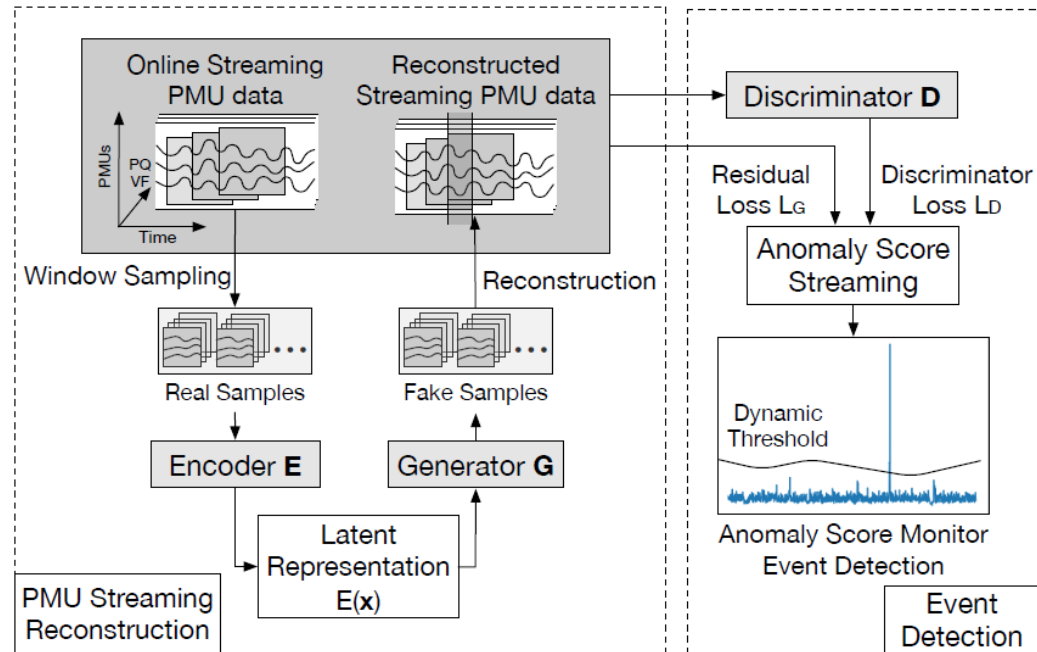 Online Streaming
PMU data
Reconstructed
Streaming PMU data
PMUs
PQ
VF
Time
Window Sampling
Reconstruction
Real Samples
Fake Samples
Encoder E
Generator G
Latent
Representation
E(x)
PMU Streaming
Reconstruction
Discriminator D
Residual
Loss LG
Discriminator
Loss LD
Anomaly Score
Streaming
Dynamic
Threshold
Anomaly Score Monitor
Event Detection
Event
Detection